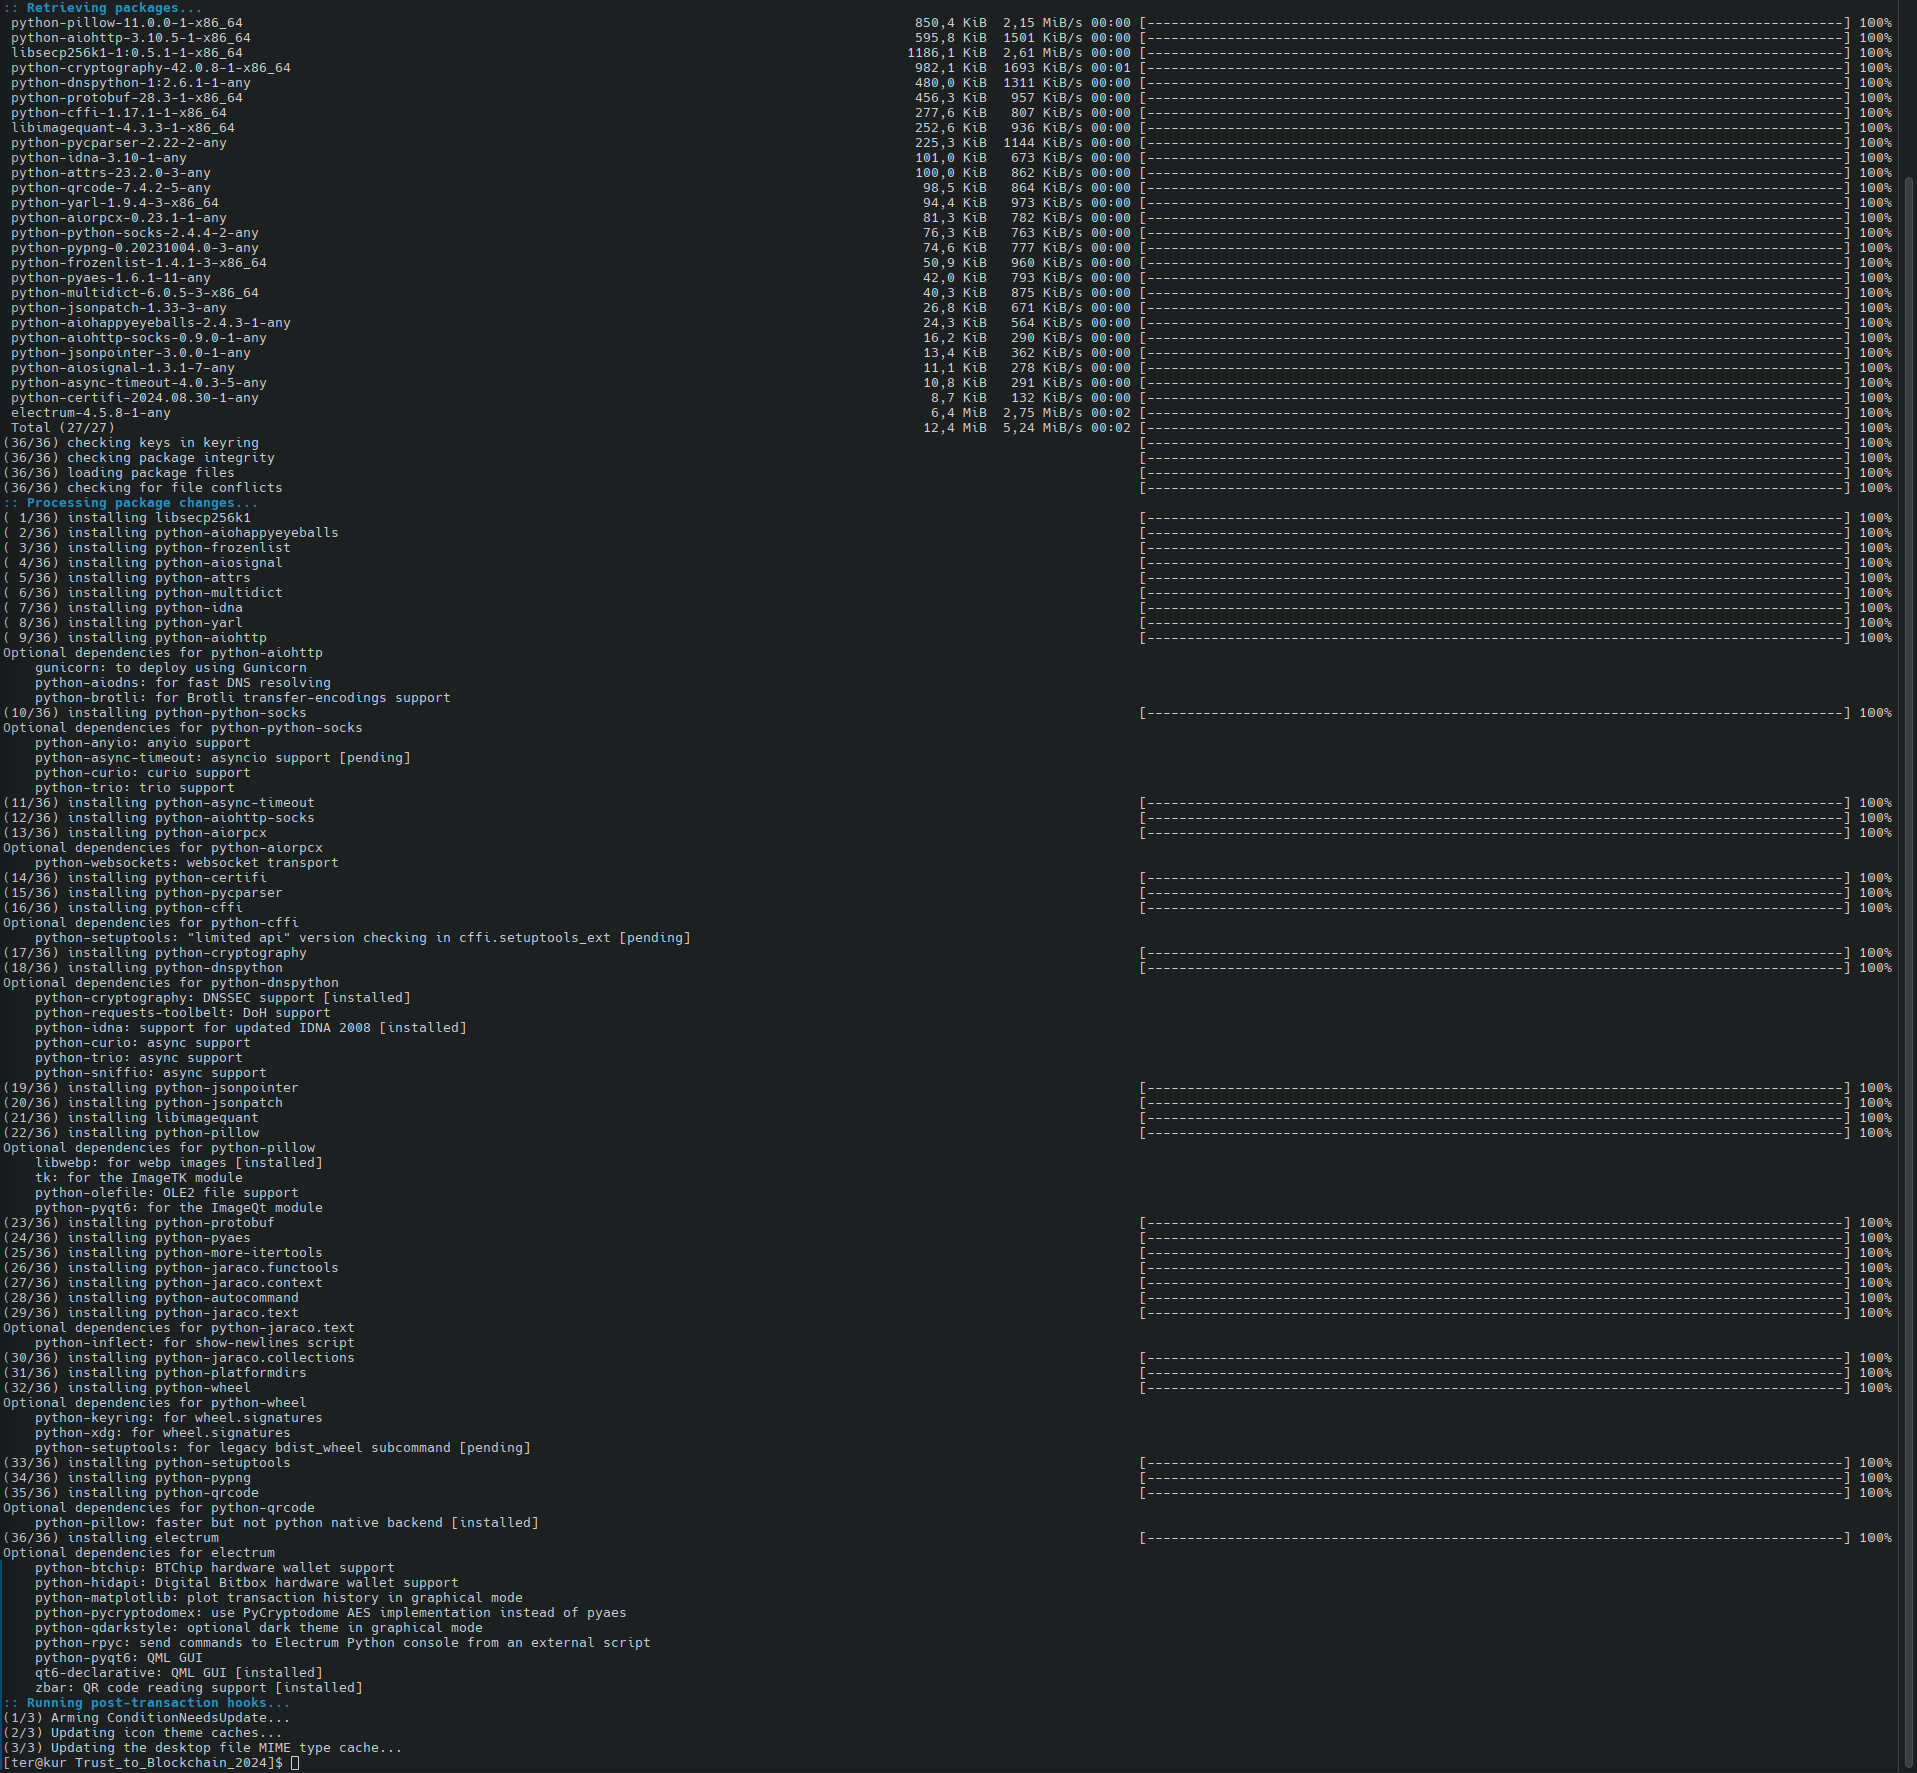 :: Retrieving packages...
python-pillow-11.0.0-1-x86_64 850,4 KiB 2,15 MiB/s 00:00 [----------------------------------------------------------------------------------------] 100%
python-aiohttp-3.10.5-1-x86_64 595,8 KiB 1501 KiB/s 00:00 [----------------------------------------------------------------------------------------] 100%
libsecp256k1-1:0.5.1-1-x86_64 1186,1 KiB 2,61 MiB/s 00:00 [----------------------------------------------------------------------------------------] 100%
python-cryptography-42.0.8-1-x86_64 982,1 KiB 1693 KiB/s 00:01 [----------------------------------------------------------------------------------------] 100%
python-dnspython-1:2.6.1-1-any 480,0 KiB 1311 KiB/s 00:00 [----------------------------------------------------------------------------------------] 100%
python-protobuf-28.3-1-x86_64 456,3 KiB 957 KiB/s 00:00 [----------------------------------------------------------------------------------------] 100%
python-cffi-1.17.1-1-x86_64 277,6 KiB 807 KiB/s 00:00 [----------------------------------------------------------------------------------------] 100%
libimagequant-4.3.3-1-x86_64 252,6 KiB 936 KiB/s 00:00 [----------------------------------------------------------------------------------------] 100%
python-pycparser-2.22-2-any 225,3 KiB 1144 KiB/s 00:00 [----------------------------------------------------------------------------------------] 100%
python-idna-3.10-1-any 101,0 KiB 673 KiB/s 00:00 [----------------------------------------------------------------------------------------] 100%
python-attrs-23.2.0-3-any 100,0 KiB 862 KiB/s 00:00 [----------------------------------------------------------------------------------------] 100%
python-qrcode-7.4.2-5-any 98,5 KiB 864 KiB/s 00:00 [----------------------------------------------------------------------------------------] 100%
python-yarl-1.9.4-3-x86_64 94,4 KiB 973 KiB/s 00:00 [----------------------------------------------------------------------------------------] 100%
python-aiorpcx-0.23.1-1-any 81,3 KiB 782 KiB/s 00:00 [----------------------------------------------------------------------------------------] 100%
python-python-socks-2.4.4-2-any 76,3 KiB 763 KiB/s 00:00 [----------------------------------------------------------------------------------------] 100%
python-pypng-0.20231004.0-3-any 74,6 KiB 777 KiB/s 00:00 [----------------------------------------------------------------------------------------] 100%
python-frozenlist-1.4.1-3-x86_64 50,9 KiB 960 KiB/s 00:00 [----------------------------------------------------------------------------------------] 100%
python-pyaes-1.6.1-11-any 42,0 KiB 793 KiB/s 00:00 [----------------------------------------------------------------------------------------] 100%
python-multidict-6.0.5-3-x86_64 40,3 KiB 875 KiB/s 00:00 [----------------------------------------------------------------------------------------] 100%
python-jsonpatch-1.33-3-any 26,8 KiB 671 KiB/s 00:00 [----------------------------------------------------------------------------------------] 100%
python-aiohappyeyeballs-2.4.3-1-any 24,3 KiB 564 KiB/s 00:00 [----------------------------------------------------------------------------------------] 100%
python-aiohttp-socks-0.9.0-1-any 16,2 KiB 290 KiB/s 00:00 [----------------------------------------------------------------------------------------] 100%
python-jsonpointer-3.0.0-1-any 13,4 KiB 362 KiB/s 00:00 [----------------------------------------------------------------------------------------] 100%
python-aiosignal-1.3.1-7-any 11,1 KiB 278 KiB/s 00:00 [----------------------------------------------------------------------------------------] 100%
python-async-timeout-4.0.3-5-any 10,8 KiB 291 KiB/s 00:00 [----------------------------------------------------------------------------------------] 100%
python-certifi-2024.08.30-1-any 8,7 KiB 132 KiB/s 00:00 [----------------------------------------------------------------------------------------] 100%
electrum-4.5.8-1-any 6,4 MiB 2,75 MiB/s 00:02 [----------------------------------------------------------------------------------------] 100%
Total (27/27) 12,4 MiB 5,24 MiB/s 00:02 [----------------------------------------------------------------------------------------] 100%
(36/36) checking keys in keyring [----------------------------------------------------------------------------------------] 100%
(36/36) checking package integrity [----------------------------------------------------------------------------------------] 100%
(36/36) loading package files [----------------------------------------------------------------------------------------] 100%
(36/36) checking for file conflicts [----------------------------------------------------------------------------------------] 100%
:: Processing package changes...
( 1/36) installing libsecp256k1 [----------------------------------------------------------------------------------------] 100%
( 2/36) installing python-aiohappyeyeballs [----------------------------------------------------------------------------------------] 100%
( 3/36) installing python-frozenlist [----------------------------------------------------------------------------------------] 100%
( 4/36) installing python-aiosignal [----------------------------------------------------------------------------------------] 100%
( 5/36) installing python-attrs [----------------------------------------------------------------------------------------] 100%
( 6/36) installing python-multidict [----------------------------------------------------------------------------------------] 100%
( 7/36) installing python-idna [----------------------------------------------------------------------------------------] 100%
( 8/36) installing python-yarl [----------------------------------------------------------------------------------------] 100%
( 9/36) installing python-aiohttp [----------------------------------------------------------------------------------------] 100%
Optional dependencies for python-aiohttp
gunicorn: to deploy using Gunicorn
python-aiodns: for fast DNS resolving
python-brotli: for Brotli transfer-encodings support
(10/36) installing python-python-socks [----------------------------------------------------------------------------------------] 100%
Optional dependencies for python-python-socks
python-anyio: anyio support
python-async-timeout: asyncio support [pending]
python-curio: curio support
python-trio: trio support
(11/36) installing python-async-timeout [----------------------------------------------------------------------------------------] 100%
(12/36) installing python-aiohttp-socks [----------------------------------------------------------------------------------------] 100%
(13/36) installing python-aiorpcx [----------------------------------------------------------------------------------------] 100%
Optional dependencies for python-aiorpcx
python-websockets: websocket transport
(14/36) installing python-certifi [----------------------------------------------------------------------------------------] 100%
(15/36) installing python-pycparser [----------------------------------------------------------------------------------------] 100%
(16/36) installing python-cffi [----------------------------------------------------------------------------------------] 100%
Optional dependencies for python-cffi
python-setuptools: "limited api" version checking in cffi.setuptools_ext [pending]
(17/36) installing python-cryptography [----------------------------------------------------------------------------------------] 100%
(18/36) installing python-dnspython [----------------------------------------------------------------------------------------] 100%
Optional dependencies for python-dnspython
python-cryptography: DNSSEC support [installed]
python-requests-toolbelt: DoH support
python-idna: support for updated IDNA 2008 [installed]
python-curio: async support
python-trio: async support
python-sniffio: async support
(19/36) installing python-jsonpointer [----------------------------------------------------------------------------------------] 100%
(20/36) installing python-jsonpatch [----------------------------------------------------------------------------------------] 100%
(21/36) installing libimagequant [----------------------------------------------------------------------------------------] 100%
(22/36) installing python-pillow [----------------------------------------------------------------------------------------] 100%
Optional dependencies for python-pillow
libwebp: for webp images [installed]
tk: for the ImageTK module
python-olefile: OLE2 file support
python-pyqt6: for the ImageQt module
(23/36) installing python-protobuf [----------------------------------------------------------------------------------------] 100%
(24/36) installing python-pyaes [----------------------------------------------------------------------------------------] 100%
(25/36) installing python-more-itertools [----------------------------------------------------------------------------------------] 100%
(26/36) installing python-jaraco.functools [----------------------------------------------------------------------------------------] 100%
(27/36) installing python-jaraco.context [----------------------------------------------------------------------------------------] 100%
(28/36) installing python-autocommand [----------------------------------------------------------------------------------------] 100%
(29/36) installing python-jaraco.text [----------------------------------------------------------------------------------------] 100%
Optional dependencies for python-jaraco.text
python-inflect: for show-newlines script
(30/36) installing python-jaraco.collections [----------------------------------------------------------------------------------------] 100%
(31/36) installing python-platformdirs [----------------------------------------------------------------------------------------] 100%
(32/36) installing python-wheel [----------------------------------------------------------------------------------------] 100%
Optional dependencies for python-wheel
python-keyring: for wheel.signatures
python-xdg: for wheel.signatures
python-setuptools: for legacy bdist_wheel subcommand [pending]
(33/36) installing python-setuptools [----------------------------------------------------------------------------------------] 100%
(34/36) installing python-pypng [----------------------------------------------------------------------------------------] 100%
(35/36) installing python-qrcode [----------------------------------------------------------------------------------------] 100%
Optional dependencies for python-qrcode
python-pillow: faster but not python native backend [installed]
(36/36) installing electrum [----------------------------------------------------------------------------------------] 100%
Optional dependencies for electrum
python-btchip: BTChip hardware wallet support
python-hidapi: Digital Bitbox hardware wallet support
python-matplotlib: plot transaction history in graphical mode
python-pycryptodomex: use PyCryptodome AES implementation instead of pyaes
python-qdarkstyle: optional dark theme in graphical mode
python-rpyc: send commands to Electrum Python console from an external script
python-pyqt6: QML GUI
qt6-declarative: QML GUI [installed]
zbar: QR code reading support [installed]
:: Running post-transaction hooks...
(1/3) Arming ConditionNeedsUpdate...
(2/3) Updating icon theme caches...
(3/3) Updating the desktop file MIME type cache...
[ter@kur Trust_to_Blockchain_2024]$